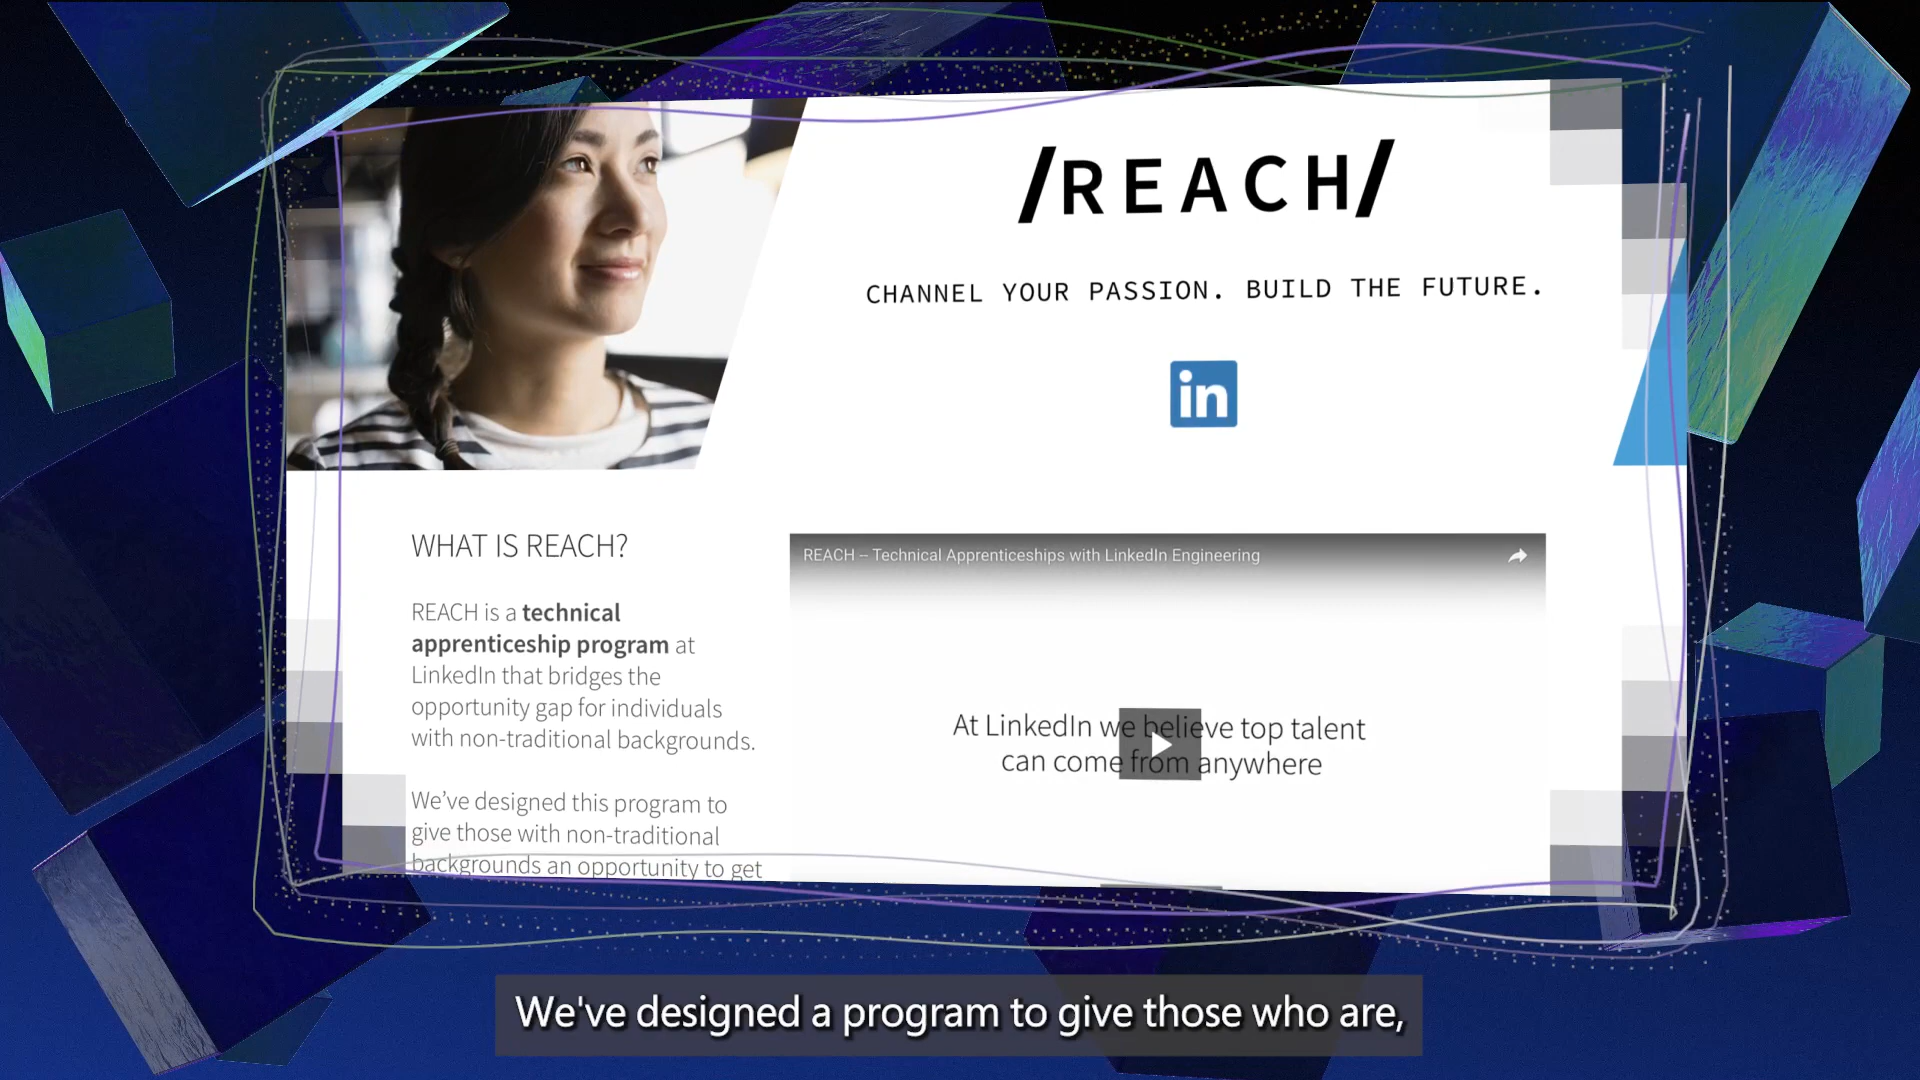 /REACH/
CHANNEL YOUR PASSION. BUILD THE FUTURE.
in
WHAT IS REACH?
REACH is a technical
apprenticeship program at
LinkedIn that bridges the
opportunity gap for individuals
with non-traditional backgrounds.
We’ve designed this program to
give those with non-traditional
backgrounds an opportunity to get
REACH – Technical Apprenticeships with LinkedIn Engineering
At LinkedIn we believe top talent
can come from anywhere
We've designed a program to give those who are,